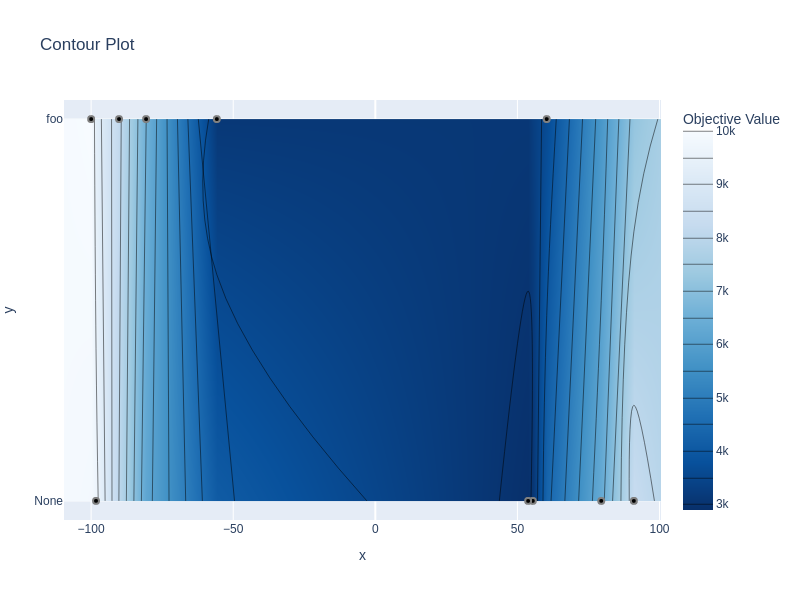 Contour Plot
Objective Value
10k
9k
8k
7k
6k
5k
4k
3k
foo
None
y
−100
−50
0
50
100
x